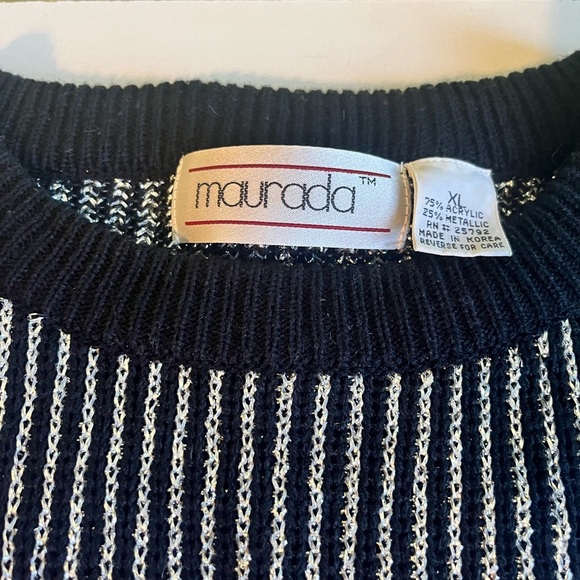 maurada™
XL
75% ACRYLIC
25% METALLIC
RN # 25792
MADE IN KOREA
REVERSE FOR CARE